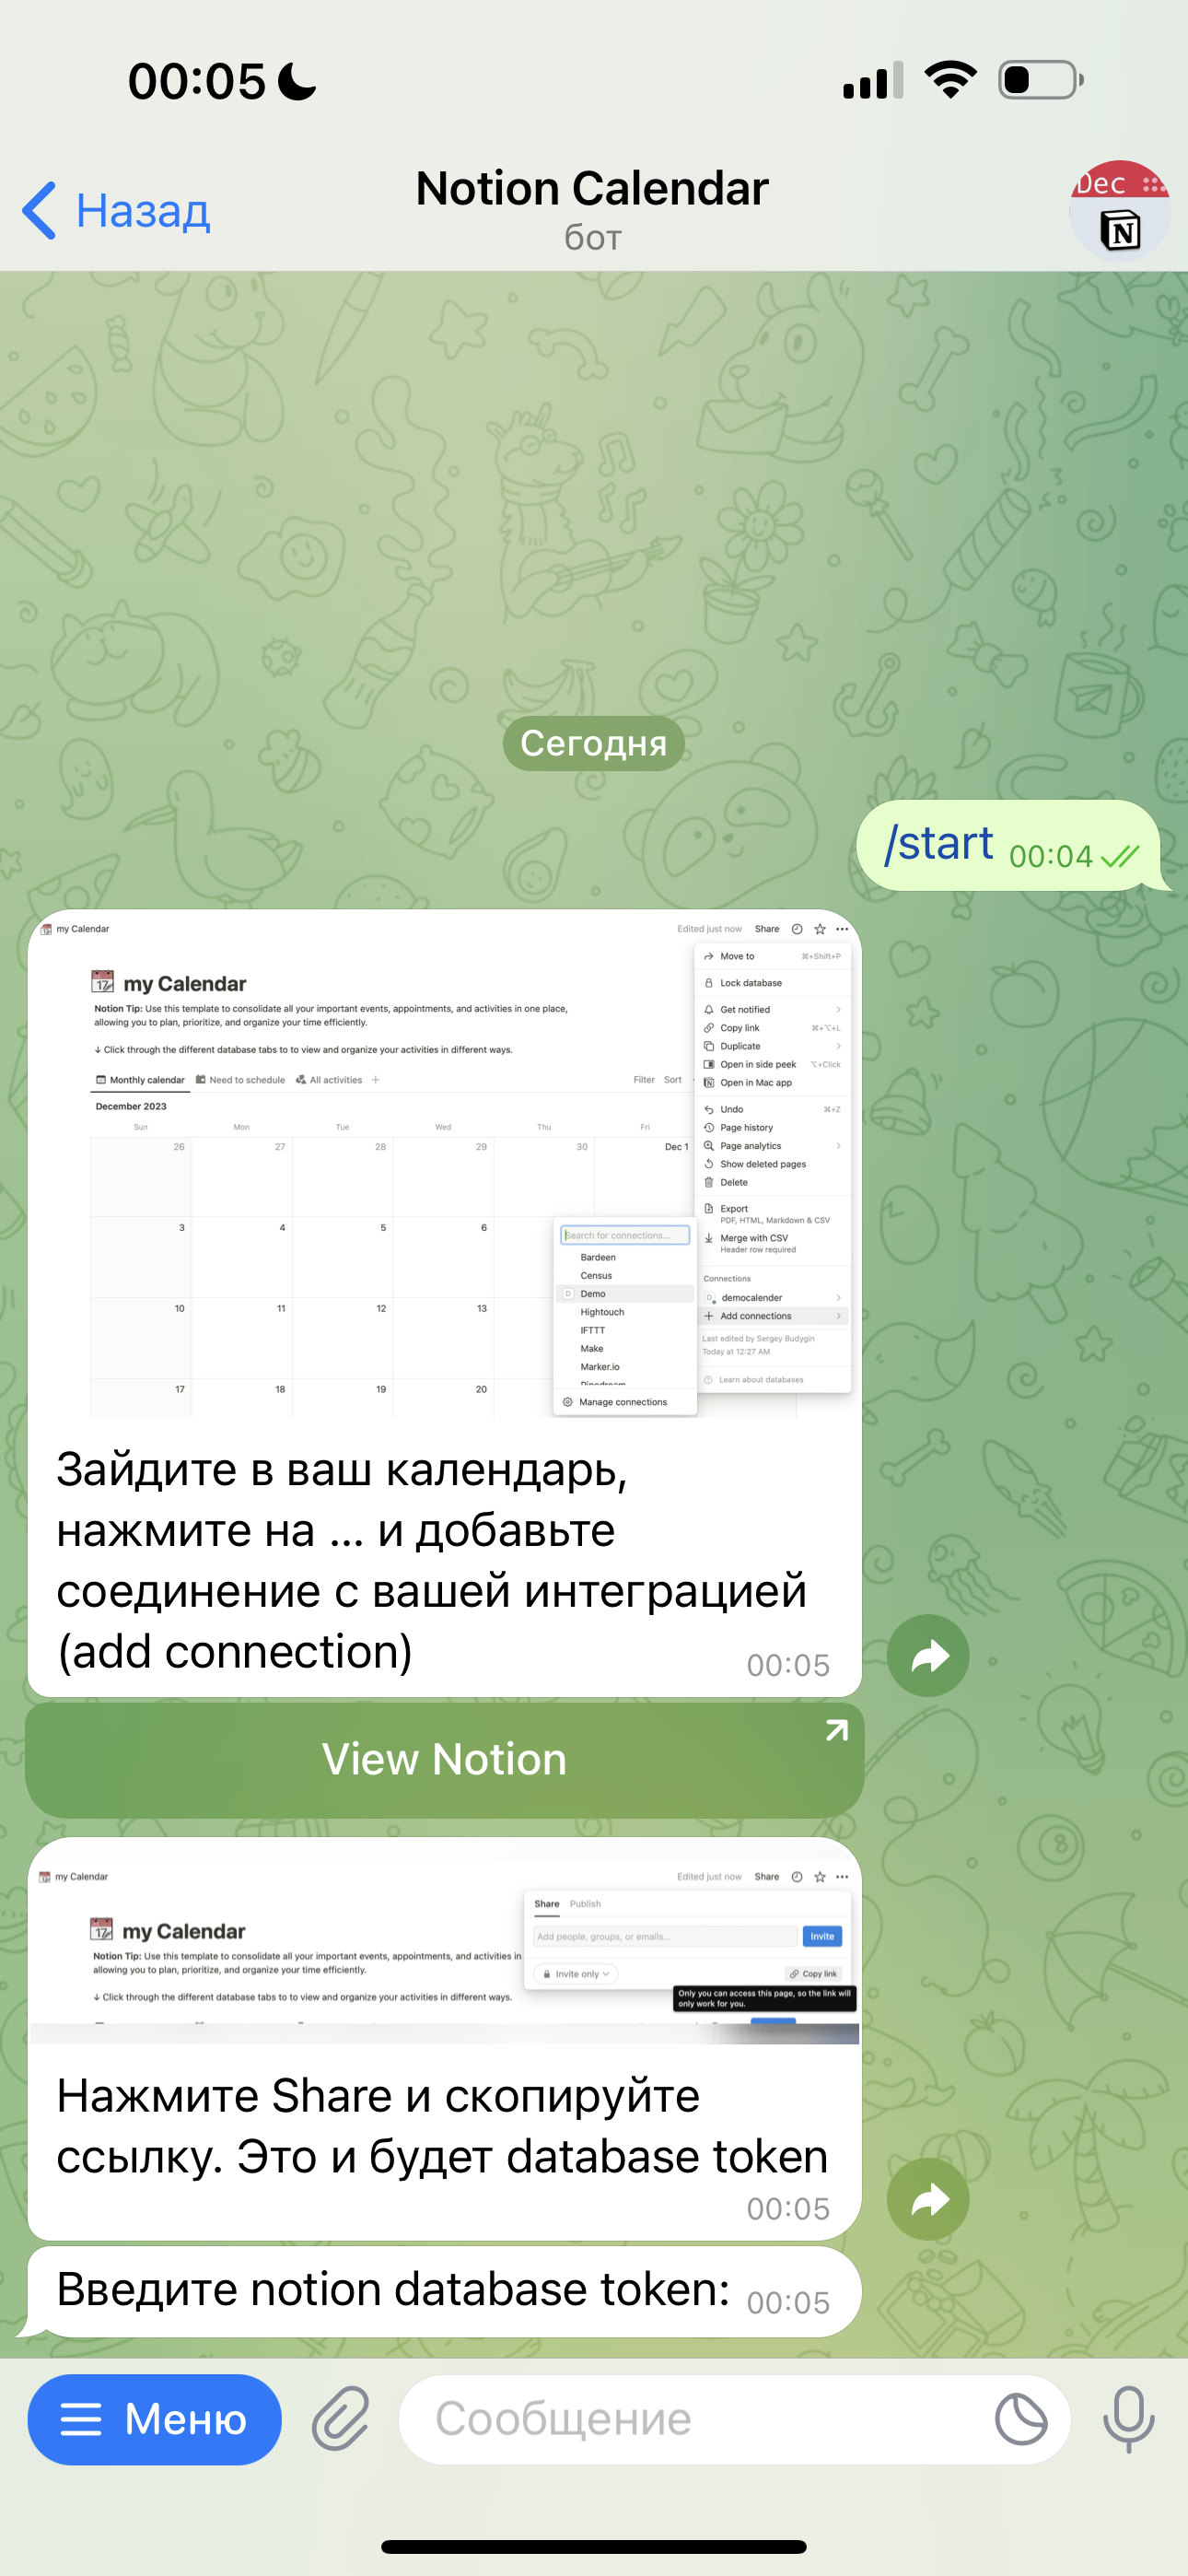 00:05
Назад
Notion Calendar
бот
Dec
N
Сегодня
/start 00:04
my Calendar
Edited just now Share
my Calendar
Notion Tip: Use this template to consolidate all your important events, appointments, and activities in one place,
allowing you to plan, prioritize, and organize your time efficiently.
↓ Click through the different database tabs to to view and organize your activities in different ways.
Monthly calendar Need to schedule All activities +
Filter Sort
December 2023
Sun Mon Tue Wed Thu Fri
26 27 28 29 30 Dec 1
3 4 5 6
10 11 12 13
17 18 19 20
Move to ⌘+Shift+P
Lock database
Get notified
Copy link ⌘+⌥+L
Duplicate
Open in side peek ⌥+Click
Open in Mac app
Undo ⌘+Z
Page history
Page analytics
Show deleted pages
Delete
Export
PDF, HTML, Markdown & CSV
Merge with CSV
Header row required
Connections
D democalender
+ Add connections
Last edited by Sergey Budygin
Today at 12:27 AM
Learn about databases
Search for connections...
Bardeen
Census
D Demo
Hightouch
IFTTT
Make
Marker.io
Pipedream
Manage connections
Зайдите в ваш календарь,
нажмите на ... и добавьте
соединение с вашей интеграцией
(add connection)
00:05
View Notion
my Calendar
Edited just now Share
my Calendar
Notion Tip: Use this template to consolidate all your important events, appointments, and activities in
allowing you to plan, prioritize, and organize your time efficiently.
↓ Click through the different database tabs to to view and organize your activities in different ways.
Share Publish
Add people, groups, or emails...
Invite
Invite only
Copy link
Only you can access this page, so the link will
only work for you.
Нажмите Share и скопируйте
ссылку. Это и будет database token
00:05
Введите notion database token: 00:05
Меню
Сообщение